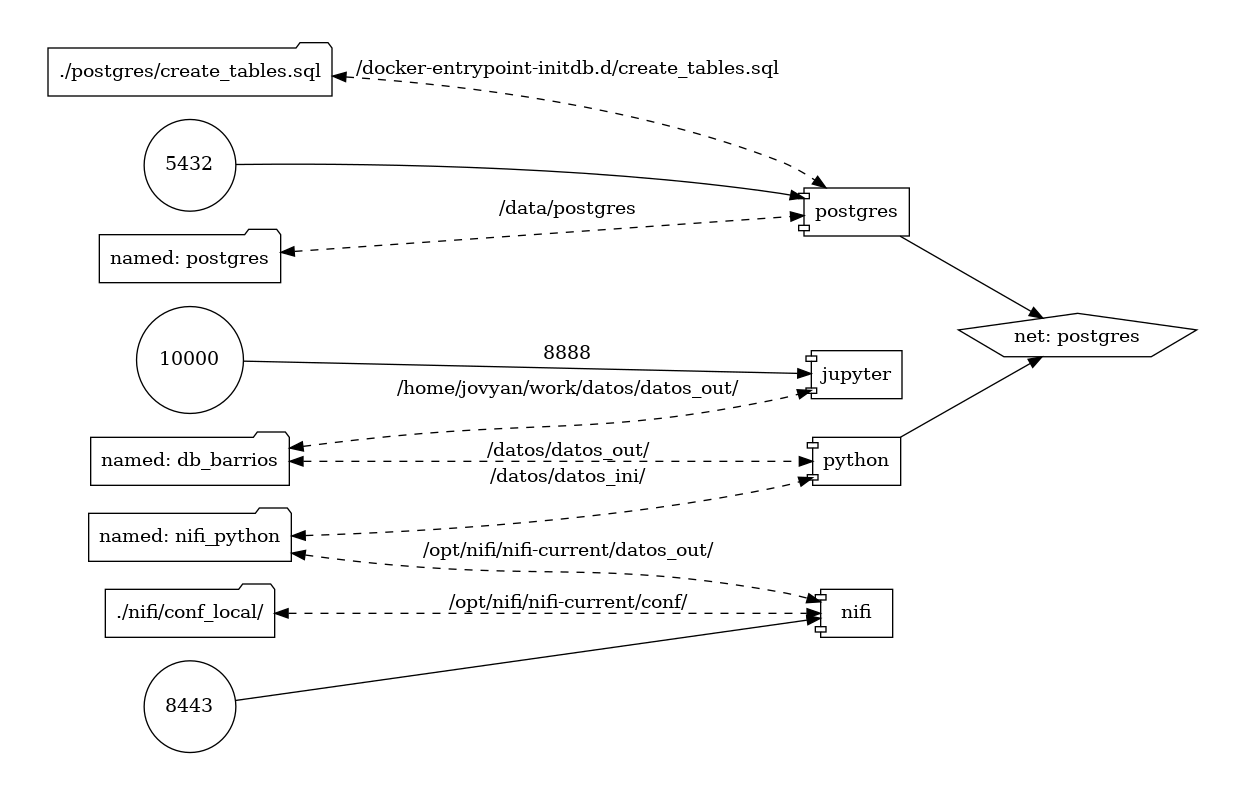 ./postgres/create_tables.sql
/docker-entrypoint-initdb.d/create_tables.sql
5432
/data/postgres
postgres
named: postgres
net: postgres
10000
8888
jupyter
/home/jovyan/work/datos/datos_out/
named: db_barrios
/datos/datos_out/
python
/datos/datos_ini/
named: nifi_python
/opt/nifi/nifi-current/datos_out/
./nifi/conf_local/
/opt/nifi/nifi-current/conf/
nifi
8443